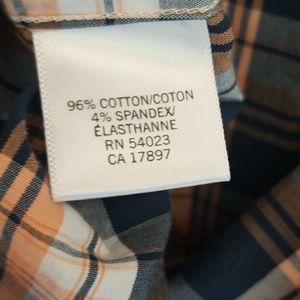 96% COTTON/COTON
4% SPANDEX/
ÉLASTHANNE
RN 54023
CA 17897